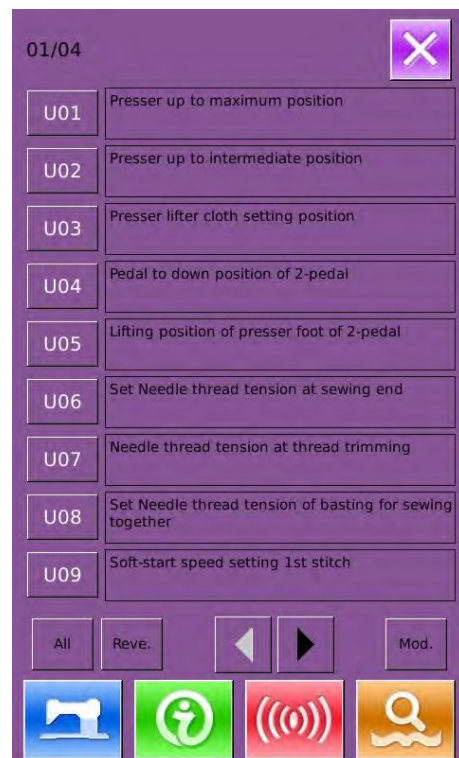 01/04
U01 Presser up to maximum position
U02 Presser up to intermediate position
U03 Presser lifter cloth setting position
U04 Pedal to down position of 2-pedal
U05 Lifting position of presser foot of 2-pedal
U06 Set Needle thread tension at sewing end
U07 Needle thread tension at thread trimming
U08 Set Needle thread tension of basting for sewing
together
U09 Soft-start speed setting 1st stitch
All Reve. Mod.